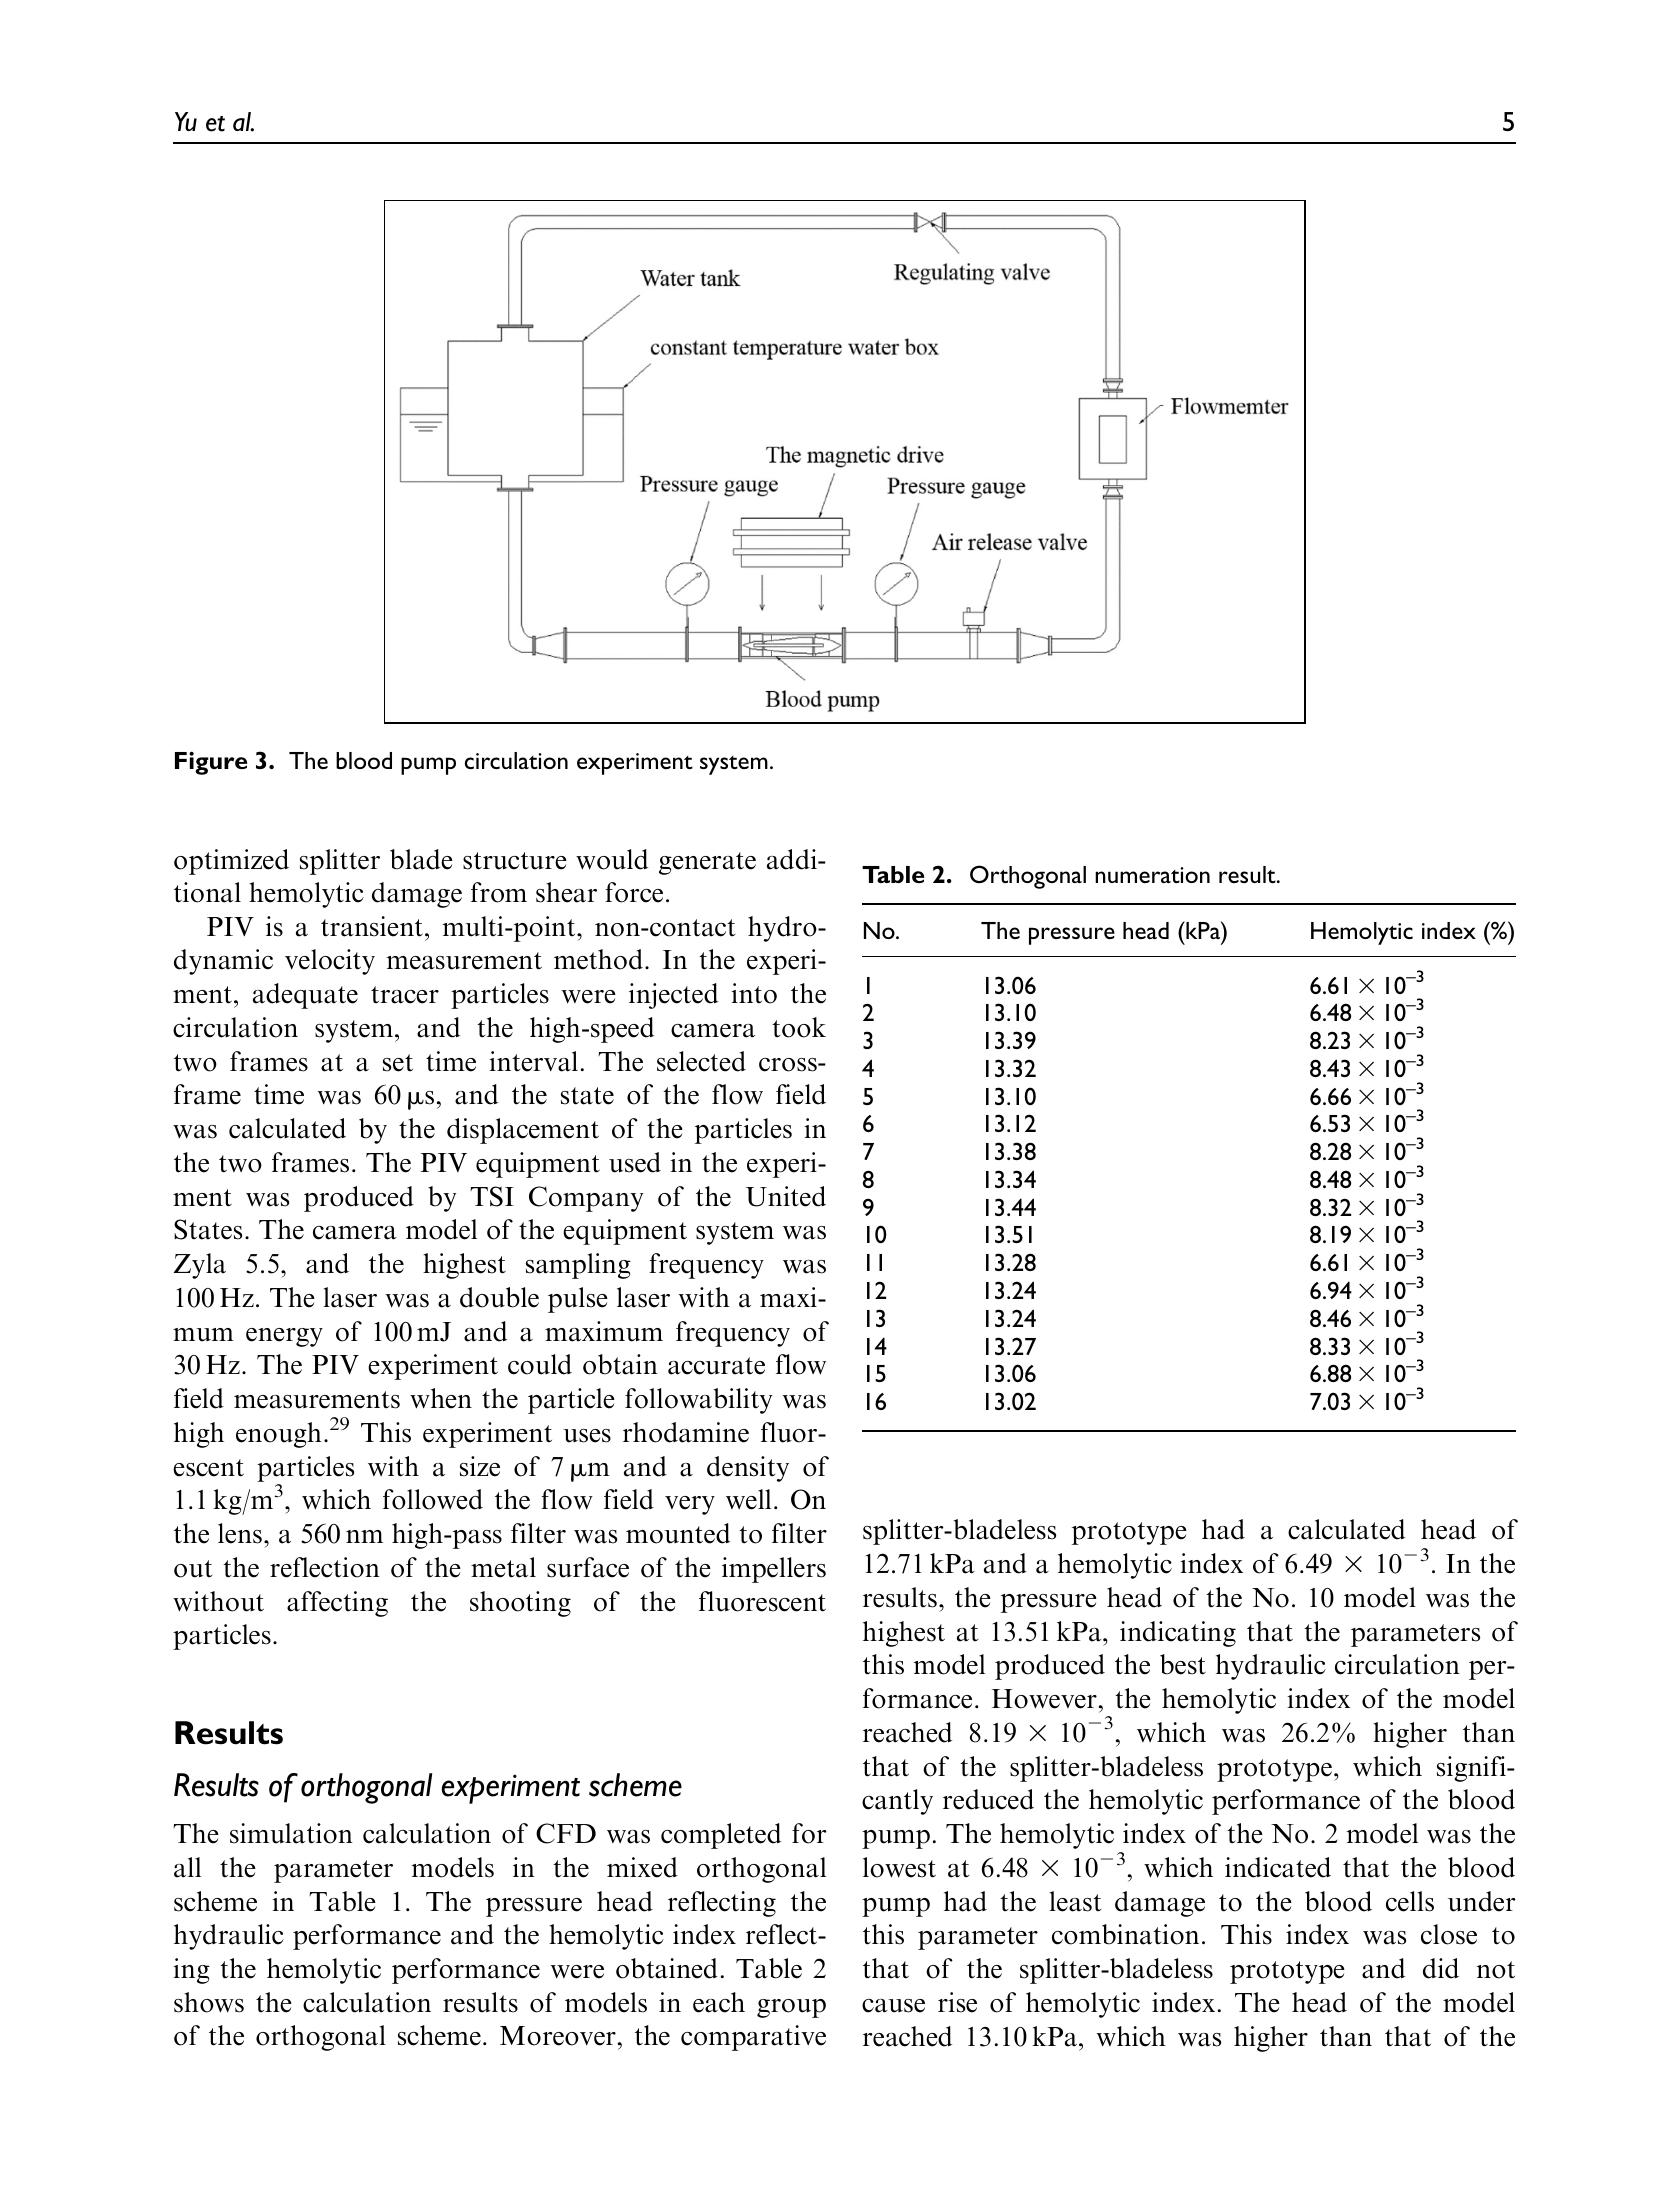 Yu et al.
5
Water tank
Regulating valve
constant temperature water box
Flowmemter
The magnetic drive
Pressure gauge
Pressure gauge
Air release valve
Blood pump
Figure 3. The blood pump circulation experiment system.
optimized splitter blade structure would generate addi-
tional hemolytic damage from shear force.
PIV is a transient, multi-point, non-contact hydro-
dynamic velocity measurement method. In the experi-
ment, adequate tracer particles were injected into the
circulation system, and the high-speed camera took
two frames at a set time interval. The selected cross-
frame time was 60 μs, and the state of the flow field
was calculated by the displacement of the particles in
the two frames. The PIV equipment used in the experi-
ment was produced by TSI Company of the United
States. The camera model of the equipment system was
Zyla 5.5, and the highest sampling frequency was
100 Hz. The laser was a double pulse laser with a maxi-
mum energy of 100 mJ and a maximum frequency of
30 Hz. The PIV experiment could obtain accurate flow
field measurements when the particle followability was
high enough.²⁹ This experiment uses rhodamine fluor-
escent particles with a size of 7 μm and a density of
1.1 kg/m³, which followed the flow field very well. On
the lens, a 560 nm high-pass filter was mounted to filter
out the reflection of the metal surface of the impellers
without affecting the shooting of the fluorescent
particles.
Results
Results of orthogonal experiment scheme
The simulation calculation of CFD was completed for
all the parameter models in the mixed orthogonal
scheme in Table 1. The pressure head reflecting the
hydraulic performance and the hemolytic index reflect-
ing the hemolytic performance were obtained. Table 2
shows the calculation results of models in each group
of the orthogonal scheme. Moreover, the comparative
Table 2. Orthogonal numeration result.
No. The pressure head (kPa) Hemolytic index (%)
1 13.06 6.61 × 10⁻³
2 13.10 6.48 × 10⁻³
3 13.39 8.23 × 10⁻³
4 13.32 8.43 × 10⁻³
5 13.10 6.66 × 10⁻³
6 13.12 6.53 × 10⁻³
7 13.38 8.28 × 10⁻³
8 13.34 8.48 × 10⁻³
9 13.44 8.32 × 10⁻³
10 13.51 8.19 × 10⁻³
11 13.28 6.61 × 10⁻³
12 13.24 6.94 × 10⁻³
13 13.24 8.46 × 10⁻³
14 13.27 8.33 × 10⁻³
15 13.06 6.88 × 10⁻³
16 13.02 7.03 × 10⁻³
splitter-bladeless prototype had a calculated head of
12.71 kPa and a hemolytic index of 6.49 × 10⁻³. In the
results, the pressure head of the No. 10 model was the
highest at 13.51 kPa, indicating that the parameters of
this model produced the best hydraulic circulation per-
formance. However, the hemolytic index of the model
reached 8.19 × 10⁻³, which was 26.2% higher than
that of the splitter-bladeless prototype, which signifi-
cantly reduced the hemolytic performance of the blood
pump. The hemolytic index of the No. 2 model was the
lowest at 6.48 × 10⁻³, which indicated that the blood
pump had the least damage to the blood cells under
this parameter combination. This index was close to
that of the splitter-bladeless prototype and did not
cause rise of hemolytic index. The head of the model
reached 13.10 kPa, which was higher than that of the